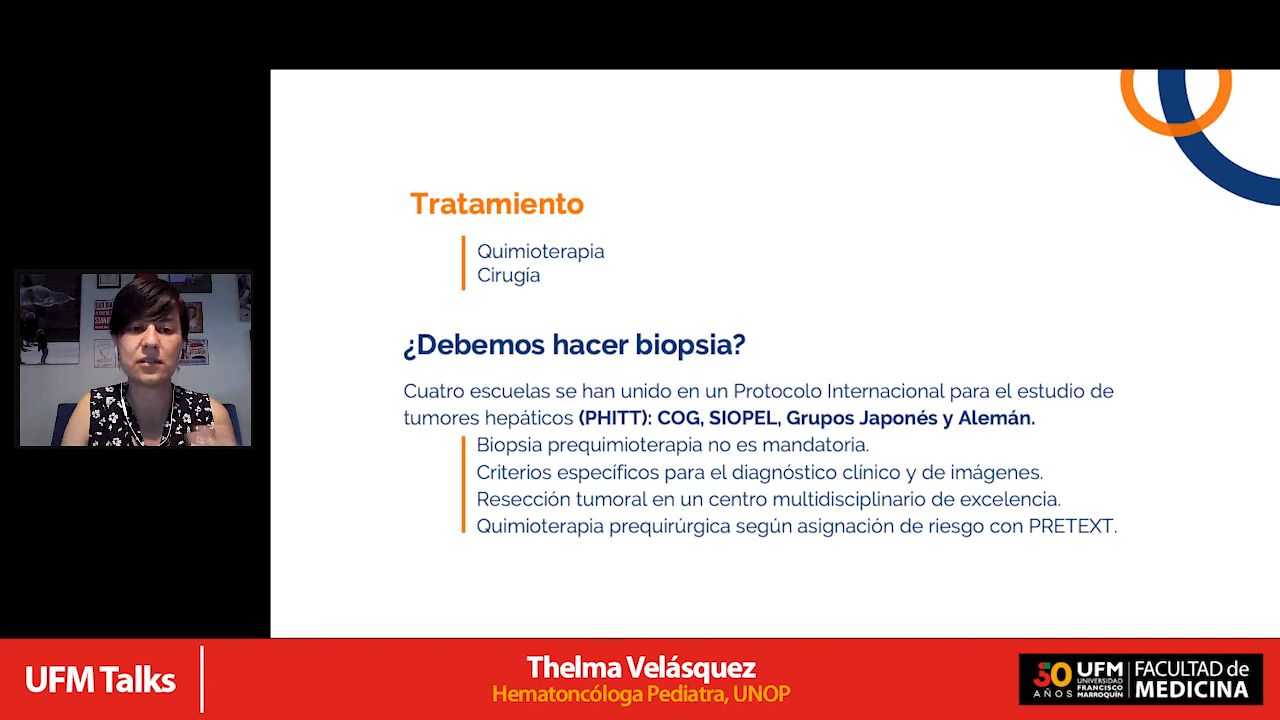 Tratamiento
Quimioterapia
Cirugía
¿Debemos hacer biopsia?
Cuatro escuelas se han unido en un Protocolo Internacional para el estudio de
tumores hepáticos (PHITT): COG, SIOPEL, Grupos Japonés y Alemán.
Biopsia prequimioterapia no es mandatoria.
Criterios específicos para el diagnóstico clínico y de imágenes.
Resección tumoral en un centro multidisciplinario de excelencia.
Quimioterapia prequirúrgica según asignación de riesgo con PRETEXT.
UFM Talks
Thelma Velásquez
Hematoncóloga Pediatra, UNOP
50
AÑOS
UFM
UNIVERSIDAD
FRANCISCO
MARROQUÍN
FACULTAD de
MEDICINA